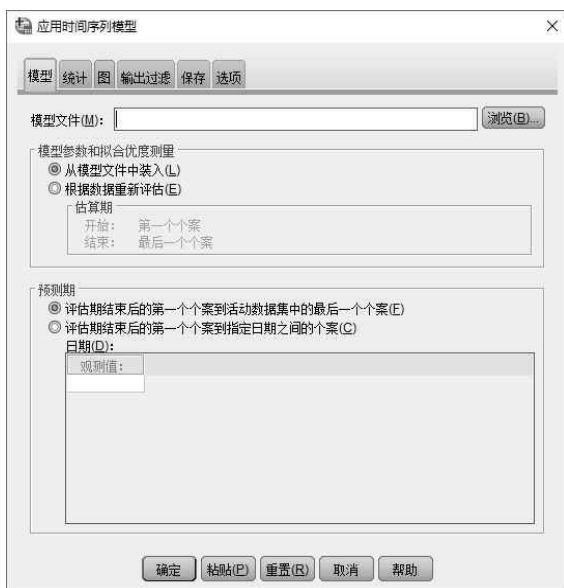 应用时间序列模型
模型 统计 图 输出过滤 保存 选项
模型文件(M): 浏览(B)...
模型参数和拟合优度测量
从模型文件中装入(L)
根据数据重新评估(E)
估算期
开始: 第一个个案
结束: 最后一个个案
预测期
评估期结束后的第一个个案到活动数据集中的最后一个个案(F)
评估期结束后的第一个个案到指定日期之间的个案(C)
日期(D):
观测值:
确定 粘贴(P) 重置(R) 取消 帮助